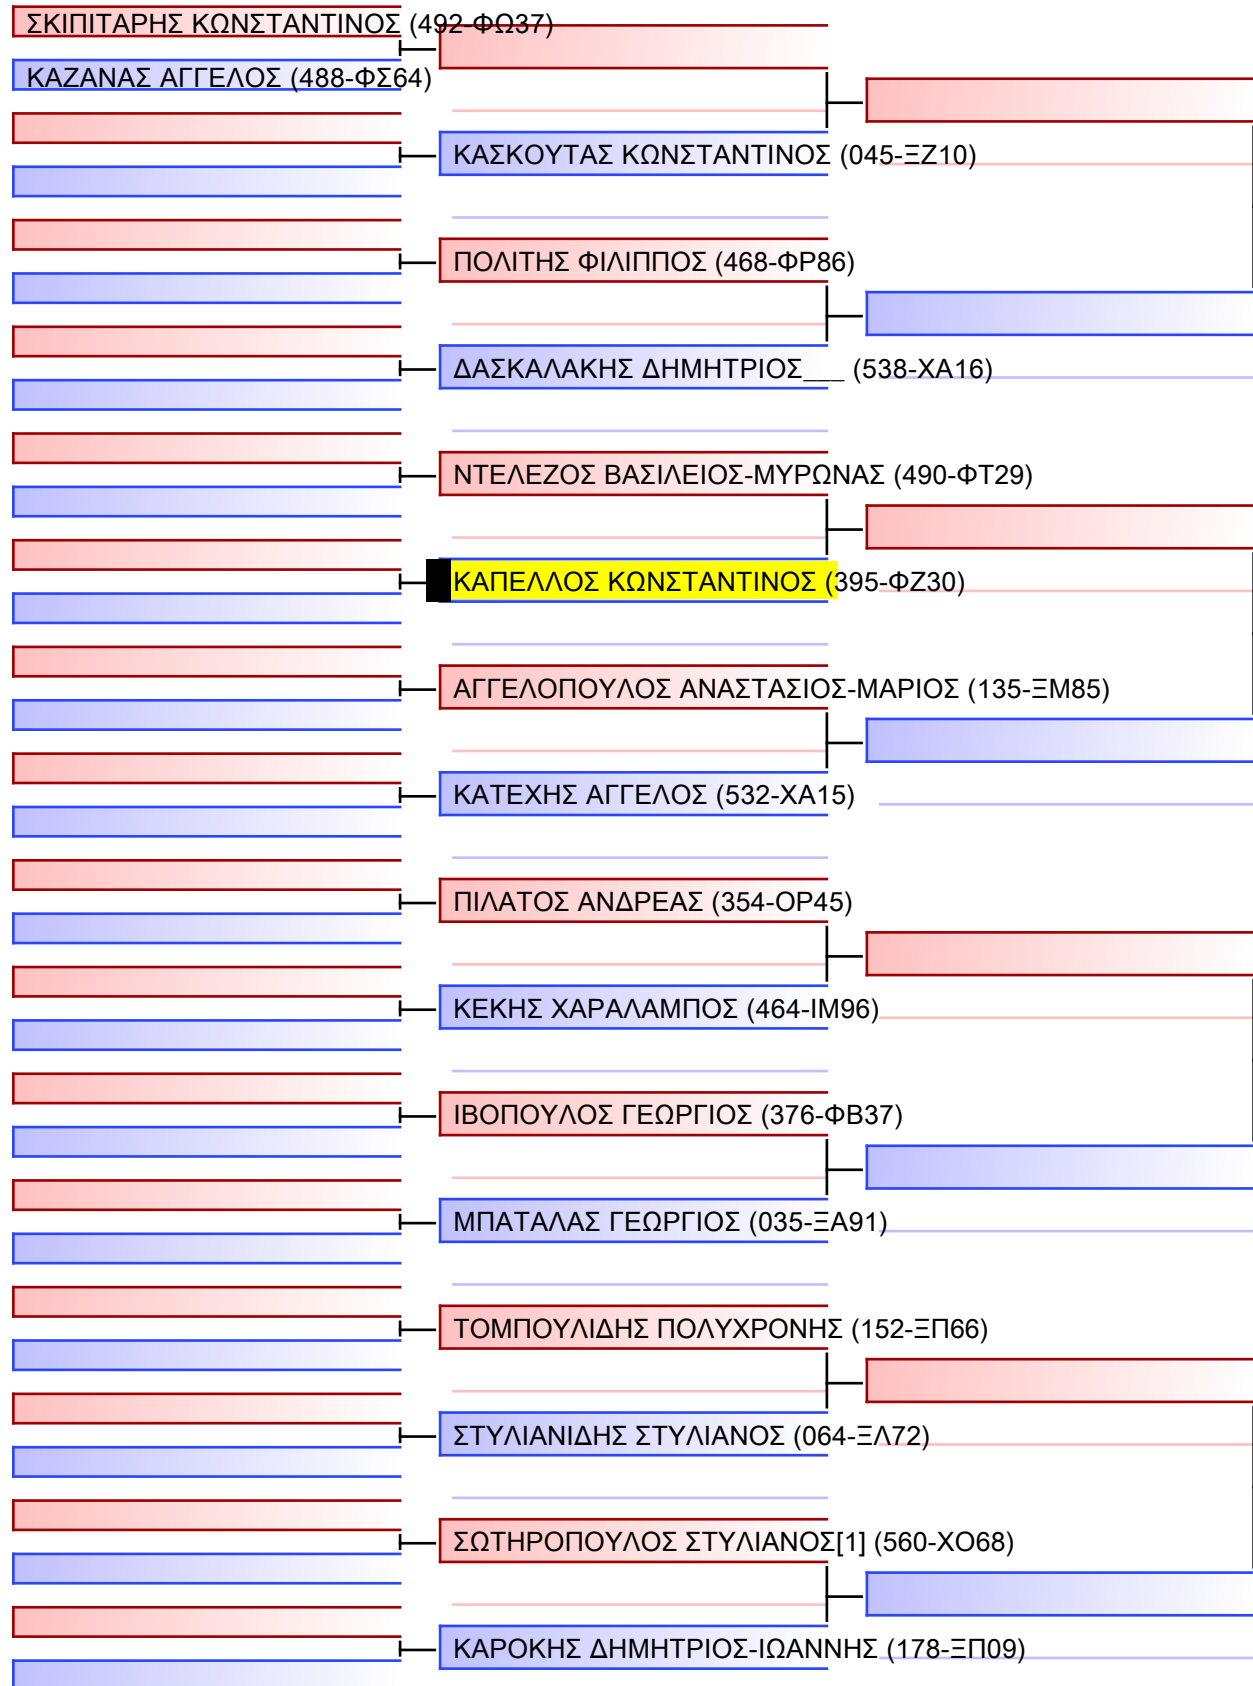 ΣΚΙΠΙΤΑΡΗΣ ΚΩΝΣΤΑΝΤΙΝΟΣ (492-ΦΩ37)
ΚΑΖΑΝΑΣ ΑΓΓΕΛΟΣ (488-ΦΣ64)
ΚΑΣΚΟΥΤΑΣ ΚΩΝΣΤΑΝΤΙΝΟΣ (045-ΞΖ10)
ΠΟΛΙΤΗΣ ΦΙΛΙΠΠΟΣ (468-ΦΡ86)
ΔΑΣΚΑΛΑΚΗΣ ΔΗΜΗΤΡΙΟΣ___ (538-ΧΑ16)
ΝΤΕΛΕΖΟΣ ΒΑΣΙΛΕΙΟΣ-ΜΥΡΩΝΑΣ (490-ΦΤ29)
ΚΑΠΕΛΛΟΣ ΚΩΝΣΤΑΝΤΙΝΟΣ (395-ΦΖ30)
ΑΓΓΕΛΟΠΟΥΛΟΣ ΑΝΑΣΤΑΣΙΟΣ-ΜΑΡΙΟΣ (135-ΞΜ85)
ΚΑΤΕΧΗΣ ΑΓΓΕΛΟΣ (532-ΧΑ15)
ΠΙΛΑΤΟΣ ΑΝΔΡΕΑΣ (354-ΟΡ45)
ΚΕΚΗΣ ΧΑΡΑΛΑΜΠΟΣ (464-ΙΜ96)
ΙΒΟΠΟΥΛΟΣ ΓΕΩΡΓΙΟΣ (376-ΦΒ37)
ΜΠΑΤΑΛΑΣ ΓΕΩΡΓΙΟΣ (035-ΞΑ91)
ΤΟΜΠΟΥΛΙΔΗΣ ΠΟΛΥΧΡΟΝΗΣ (152-ΞΠ66)
ΣΤΥΛΙΑΝΙΔΗΣ ΣΤΥΛΙΑΝΟΣ (064-ΞΛ72)
ΣΩΤΗΡΟΠΟΥΛΟΣ ΣΤΥΛΙΑΝΟΣ[1] (560-ΧΟ68)
ΚΑΡΟΚΗΣ ΔΗΜΗΤΡΙΟΣ-ΙΩΑΝΝΗΣ (178-ΞΠ09)